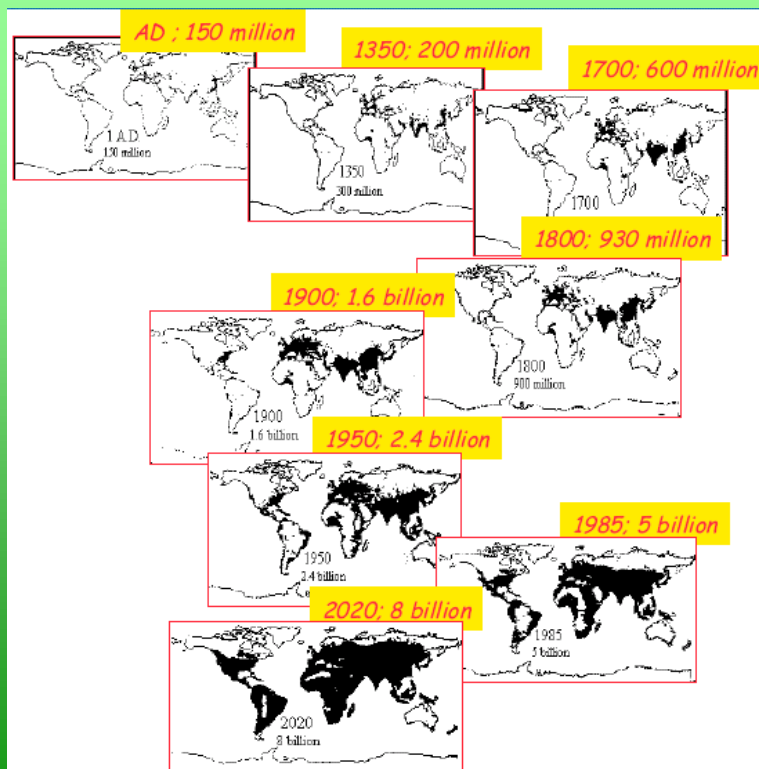 AD ; 150 million
1 AD
150 million
1350; 200 million
1350
300 million
1700; 600 million
1700
1800; 930 million
1800
900 million
1900; 1.6 billion
1900
1.6 billion
1950; 2.4 billion
1950
2.4 billion
1985; 5 billion
1985
5 billion
2020; 8 billion
2020
8 billion